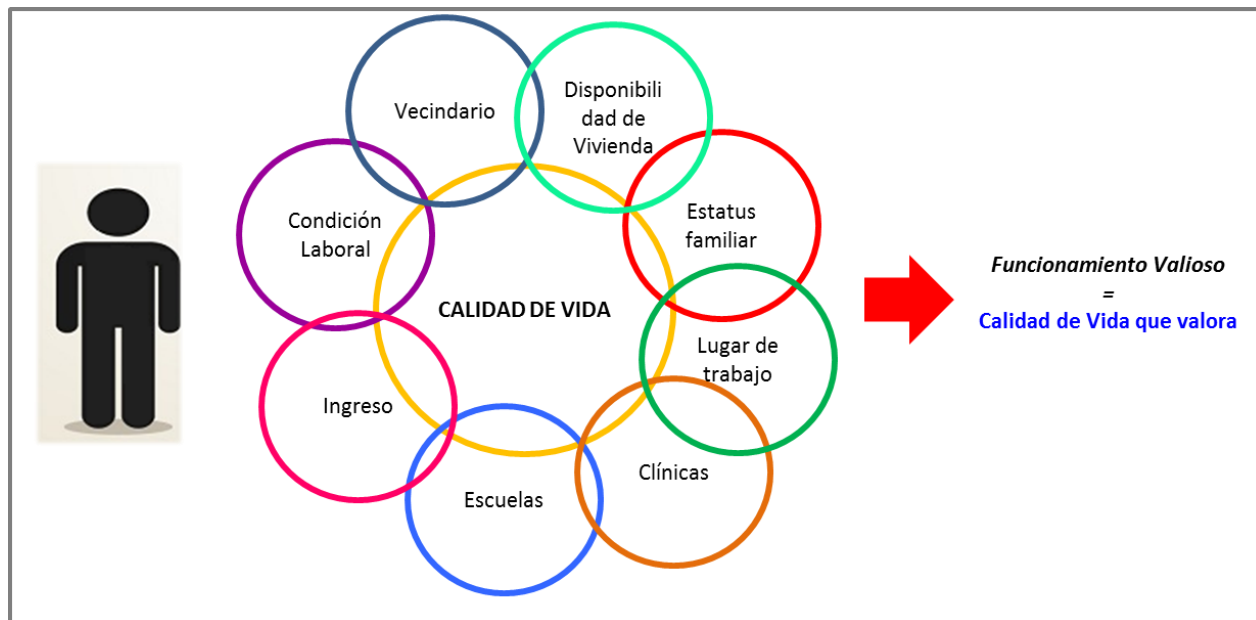 Vecindario
Disponibili
dad de
Vivienda
Condición
Laboral
Estatus
familiar
CALIDAD DE VIDA
Lugar de
trabajo
Ingreso
Clínicas
Escuelas
Funcionamiento Valioso
=
Calidad de Vida que valora